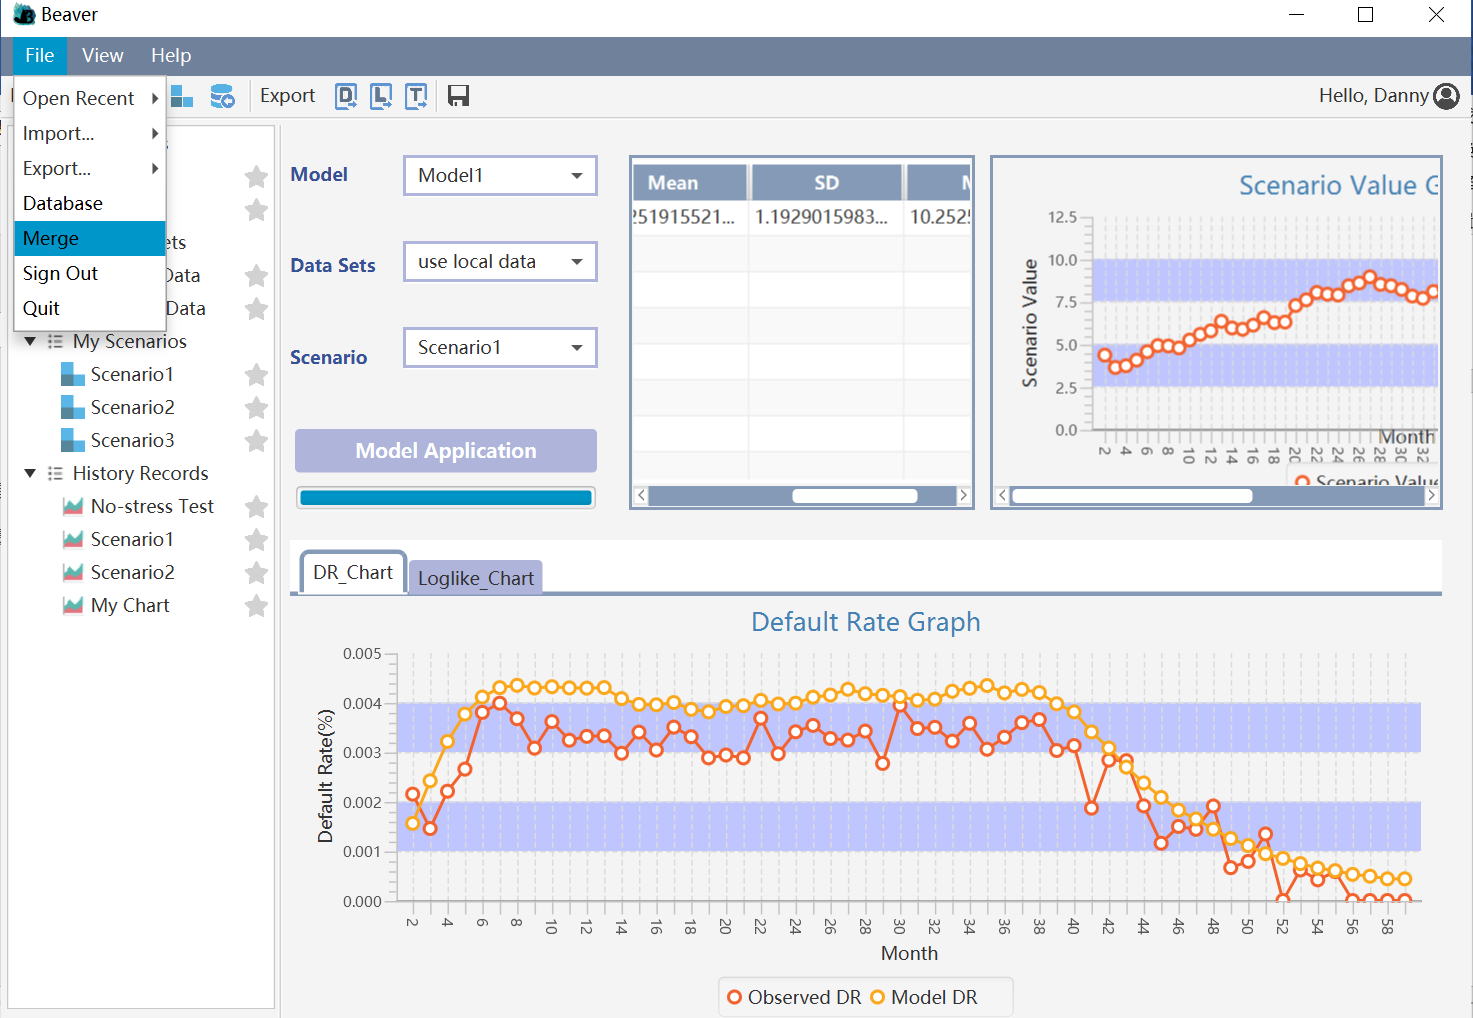 Beaver
File View Help
Export D L T
Hello, Danny
Open Recent
Import...
Export...
Database
Merge
Sign Out
Quit
ets
Data
Data
My Scenarios
Scenario1
Scenario2
Scenario3
History Records
No-stress Test
Scenario1
Scenario2
My Chart
Model Model1
Data Sets use local data
Scenario Scenario1
Model Application
Mean SD
251915521... 1.1929015983... 10.252
Scenario Value G
Scenario Value
12.5
10.0
7.5
5.0
2.5
0.0
2 4 6 8 10 12 14 16 18 20 22 24 26 28 30 32
Month
Scenario Value
DR_Chart Loglike_Chart
Default Rate Graph
Default Rate(%)
0.005
0.004
0.003
0.002
0.001
0.000
2 4 6 8 10 12 14 16 18 20 22 24 26 28 30 32 34 36 38 40 42 44 46 48 50 52 54 56 58
Month
Observed DR Model DR